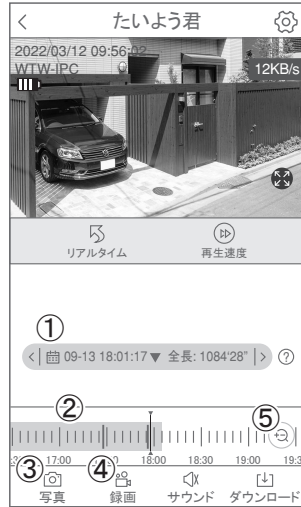 たいよう君
2022/03/12 09:56:02
WTW-IPC
12KB/s
リアルタイム
再生速度
①
09-13 18:01:17 ▼ 全長: 1084'28"
②
⑤
17:00
18:00
18:30
19:00
③
④
写真
録画
サウンド
ダウンロード